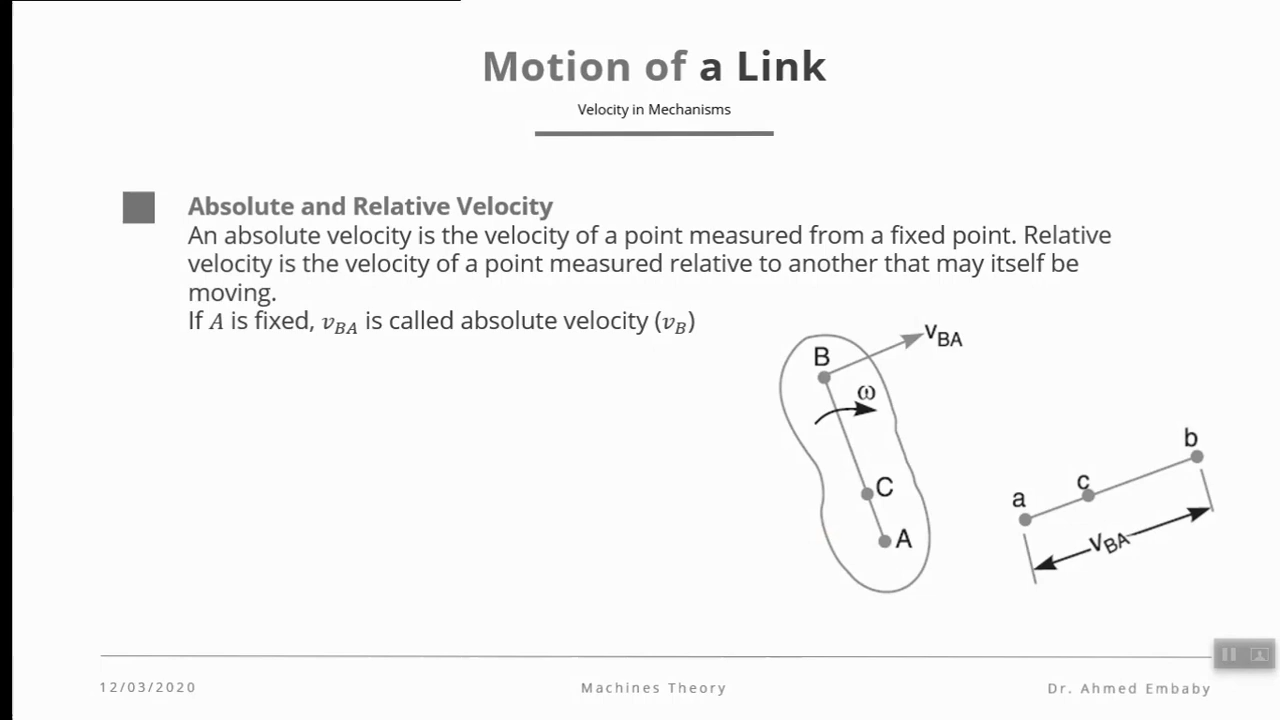 Motion of a Link
Velocity in Mechanisms
Absolute and Relative Velocity
An absolute velocity is the velocity of a point measured from a fixed point. Relative
velocity is the velocity of a point measured relative to another that may itself be
moving.
If A is fixed, v_BA is called absolute velocity (v_B)
B
v_BA
ω
C
A
a
c
b
v_BA
12/03/2020
Machines Theory
Dr. Ahmed Embaby